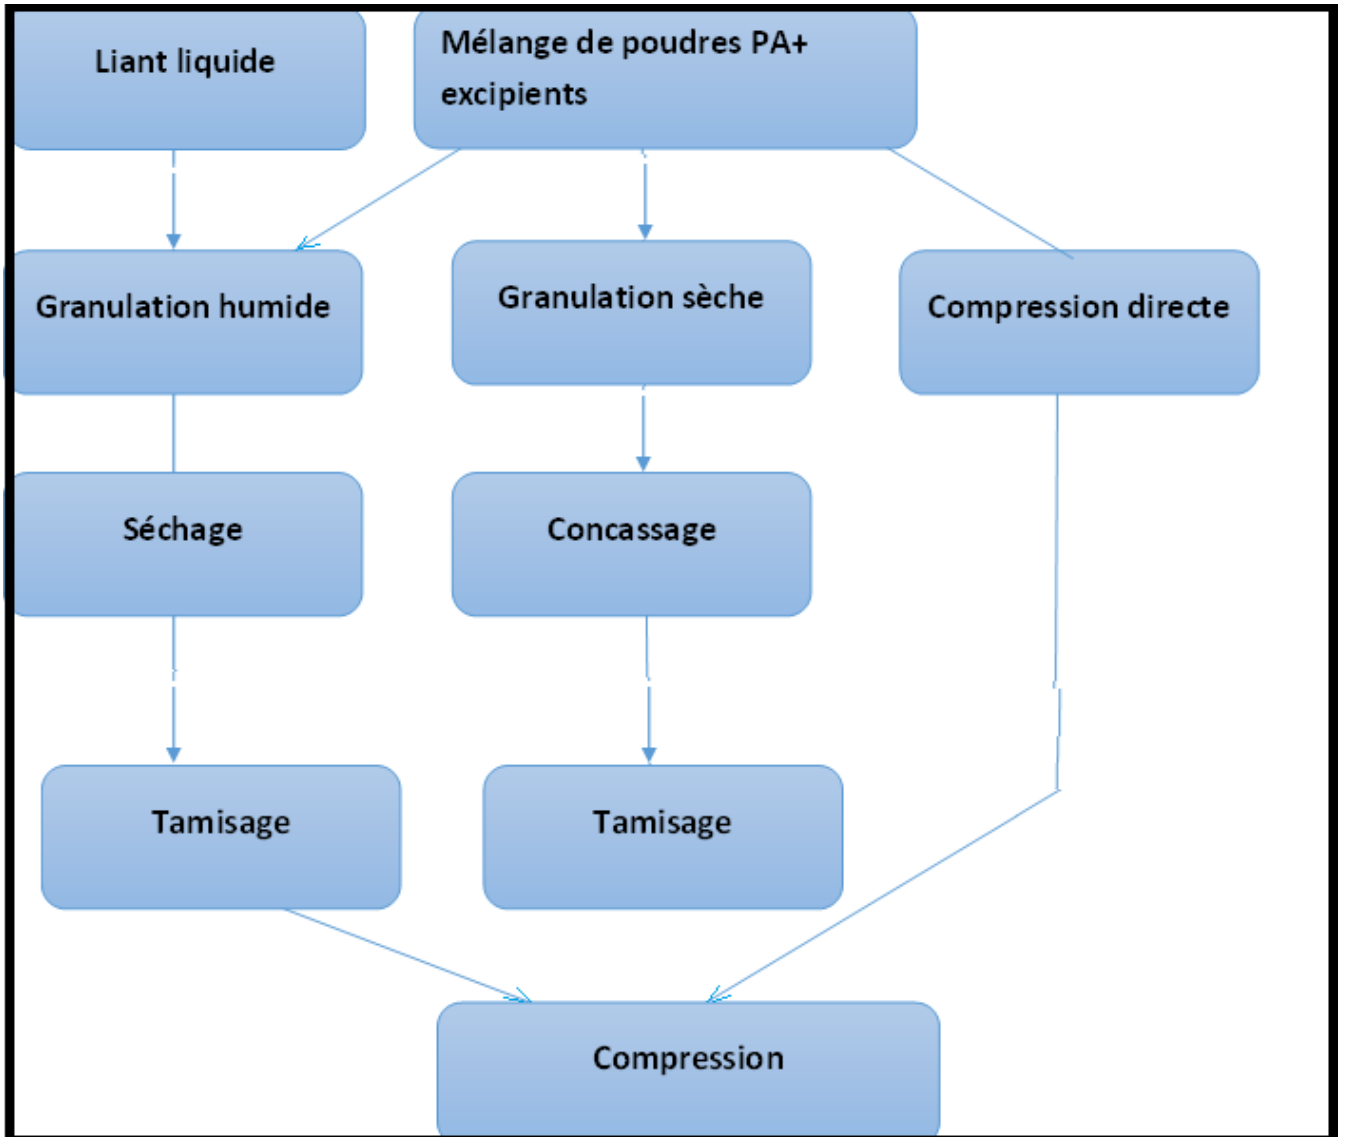 Liant liquide
Mélange de poudres PA+
excipients
Granulation humide
Granulation sèche
Compression directe
Séchage
Concassage
Tamisage
Tamisage
Compression